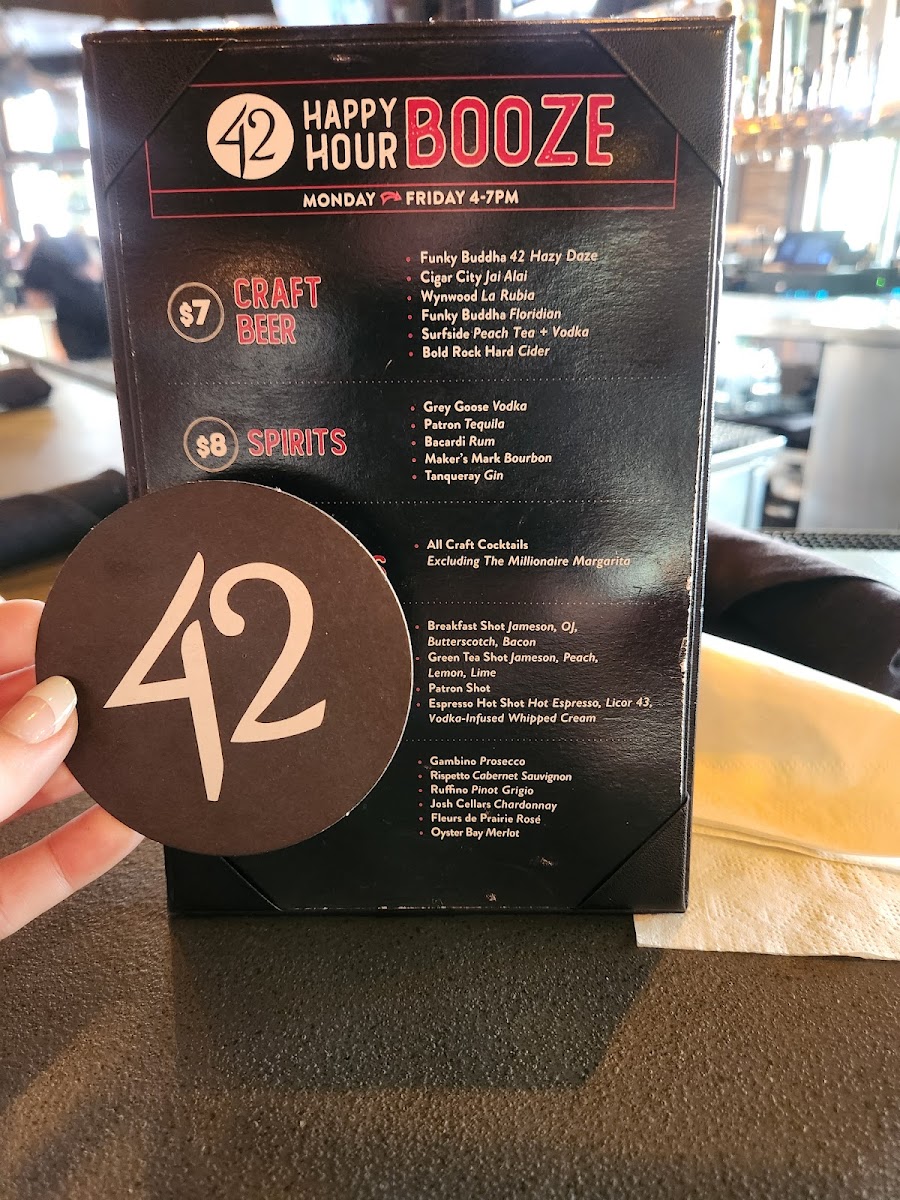 42 HAPPY HOUR BOOZE
MONDAY FRIDAY 4-7PM
$7 CRAFT BEER
Funky Buddha 42 Hazy Daze
Cigar City Jai Alai
Wynwood La Rubia
Funky Buddha Floridian
Surfside Peach Tea + Vodka
Bold Rock Hard Cider
$8 SPIRITS
Grey Goose Vodka
Patron Tequila
Bacardi Rum
Maker's Mark Bourbon
Tanqueray Gin
S
All Craft Cocktails
Excluding The Millionaire Margarita
Breakfast Shot Jameson, OJ,
Butterscotch, Bacon
Green Tea Shot Jameson, Peach,
Lemon, Lime
Patron Shot
Espresso Hot Shot Hot Espresso, Licor 43,
Vodka-Infused Whipped Cream
Gambino Prosecco
Rispetto Cabernet Sauvignon
Ruffino Pinot Grigio
Josh Cellars Chardonnay
Fleurs de Prairie Rosé
Oyster Bay Merlot
42